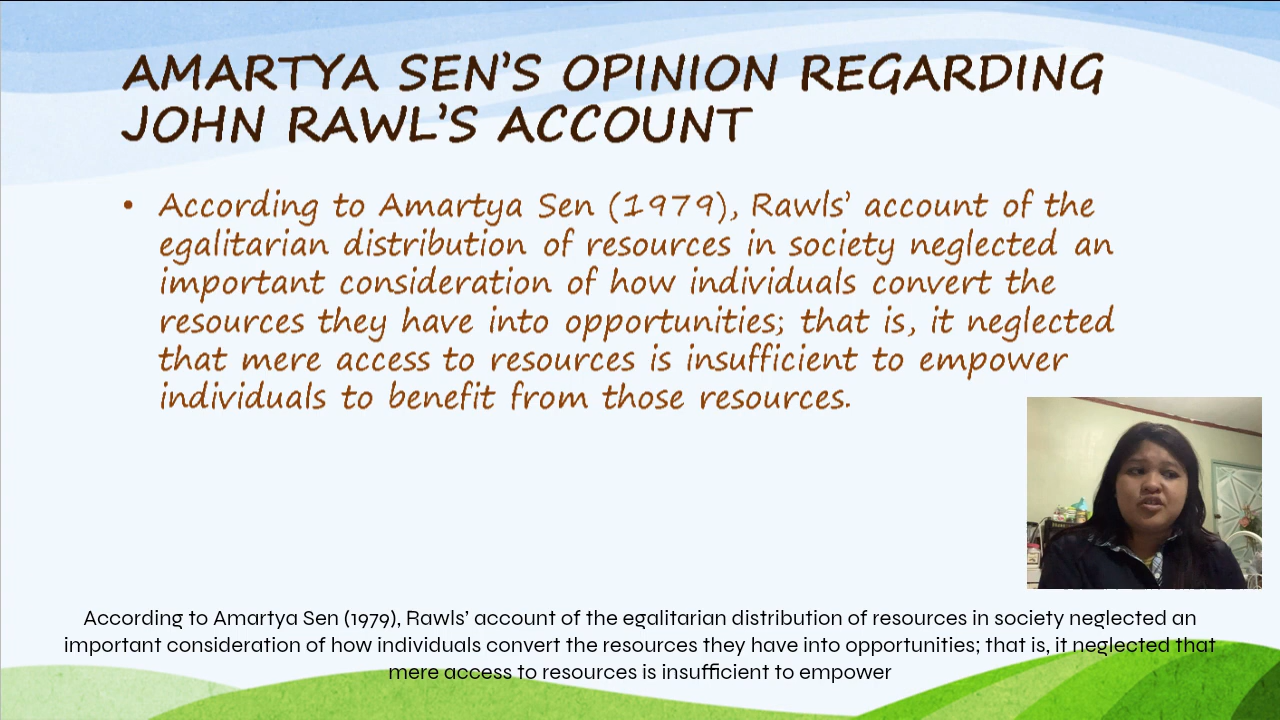 AMARTYA SEN'S OPINION REGARDING
JOHN RAWL'S ACCOUNT
• According to Amartya Sen (1979), Rawls' account of the
egalitarian distribution of resources in society neglected an
important consideration of how individuals convert the
resources they have into opportunities; that is, it neglected
that mere access to resources is insufficient to empower
individuals to benefit from those resources.
According to Amartya Sen (1979), Rawls' account of the egalitarian distribution of resources in society neglected an
important consideration of how individuals convert the resources they have into opportunities; that is, it neglected that
mere access to resources is insufficient to empower